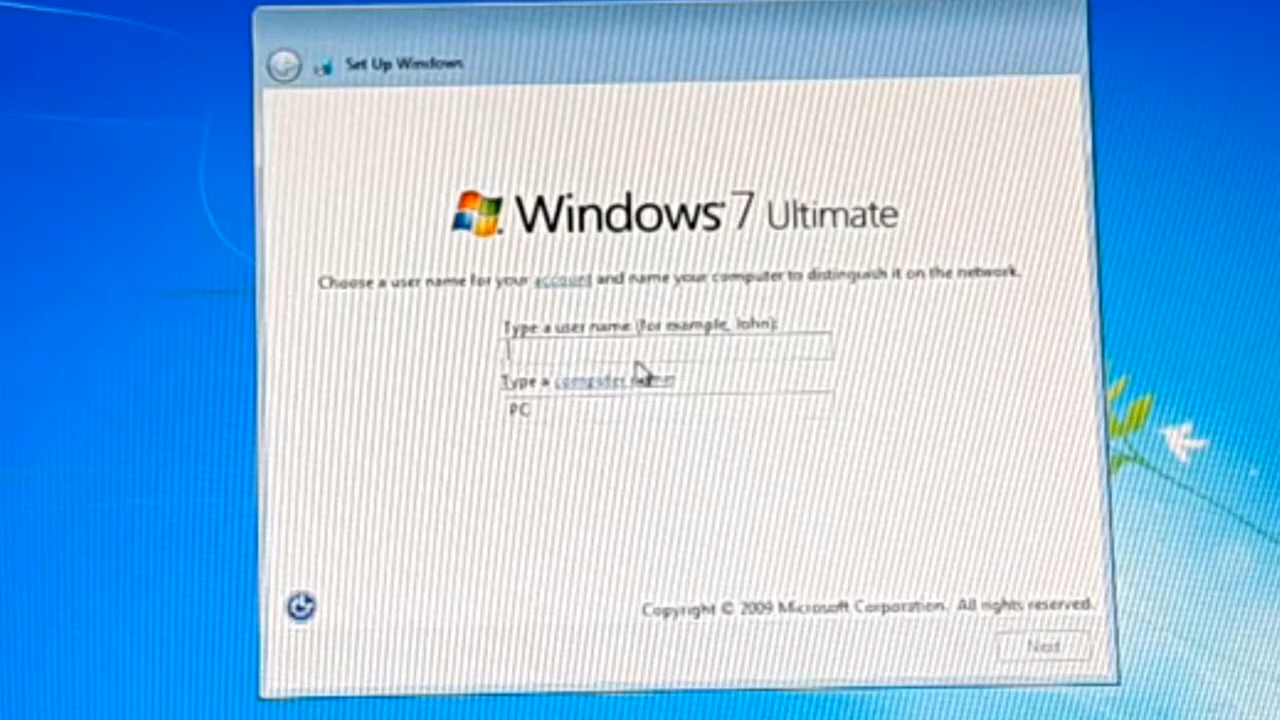 Set Up Windows
Windows 7 Ultimate
Choose a user name for your account and name your computer to distinguish it on the network.
Type a user name (for example, John):
Type a computer name:
PC
Copyright © 2009 Microsoft Corporation. All rights reserved.
Next